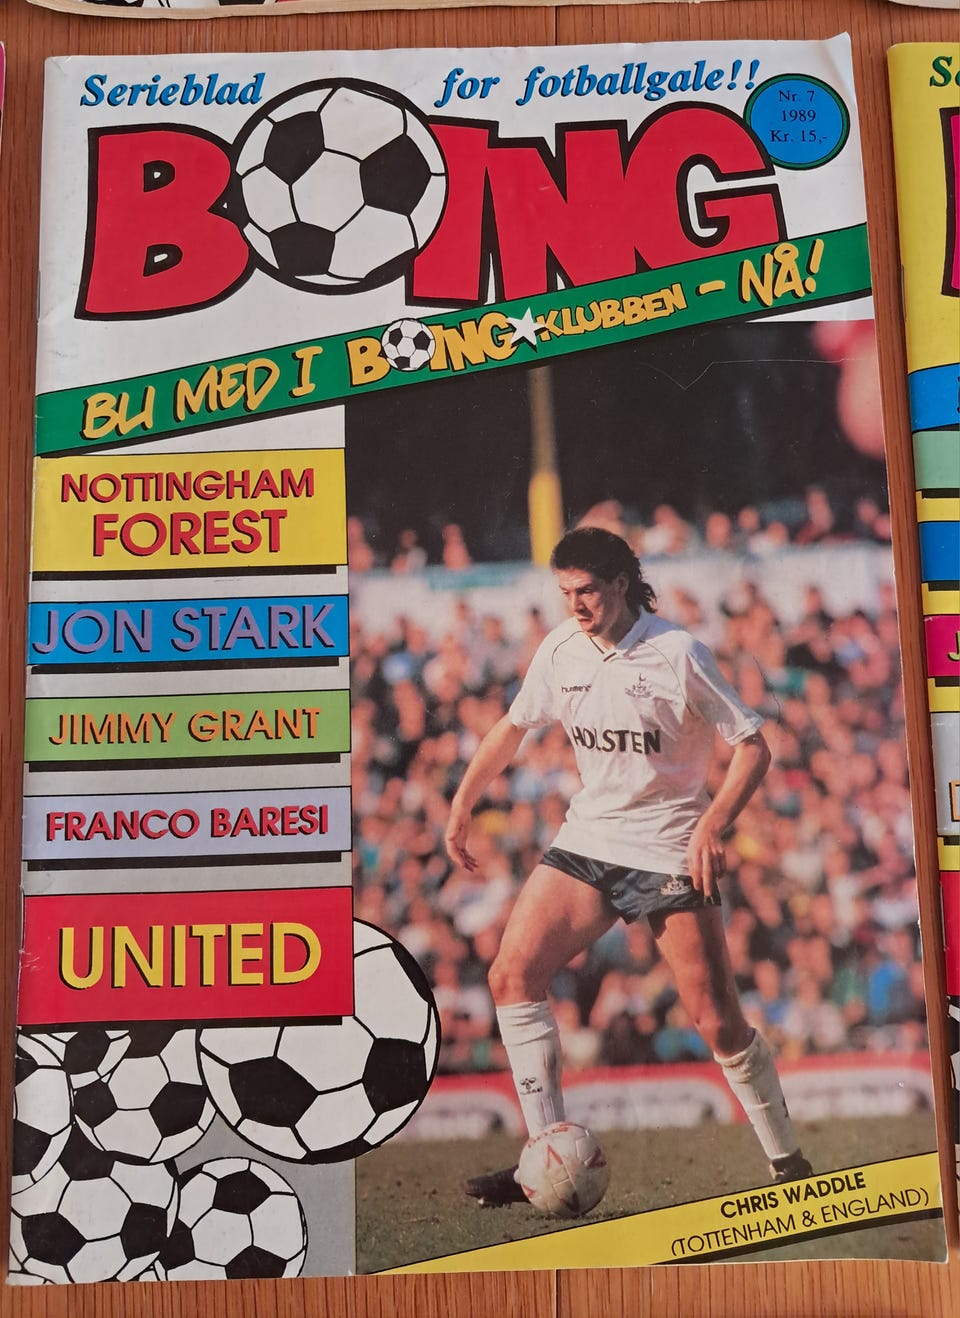 Serieblad for fotballgale!!
Nr. 7
1989
Kr. 15,-
BOING
BLI MED I BOING★KLUBBEN - NÅ!
NOTTINGHAM
FOREST
JON STARK
JIMMY GRANT
FRANCO BARESI
UNITED
hummel
HOLSTEN
CHRIS WADDLE
(TOTTENHAM & ENGLAND)